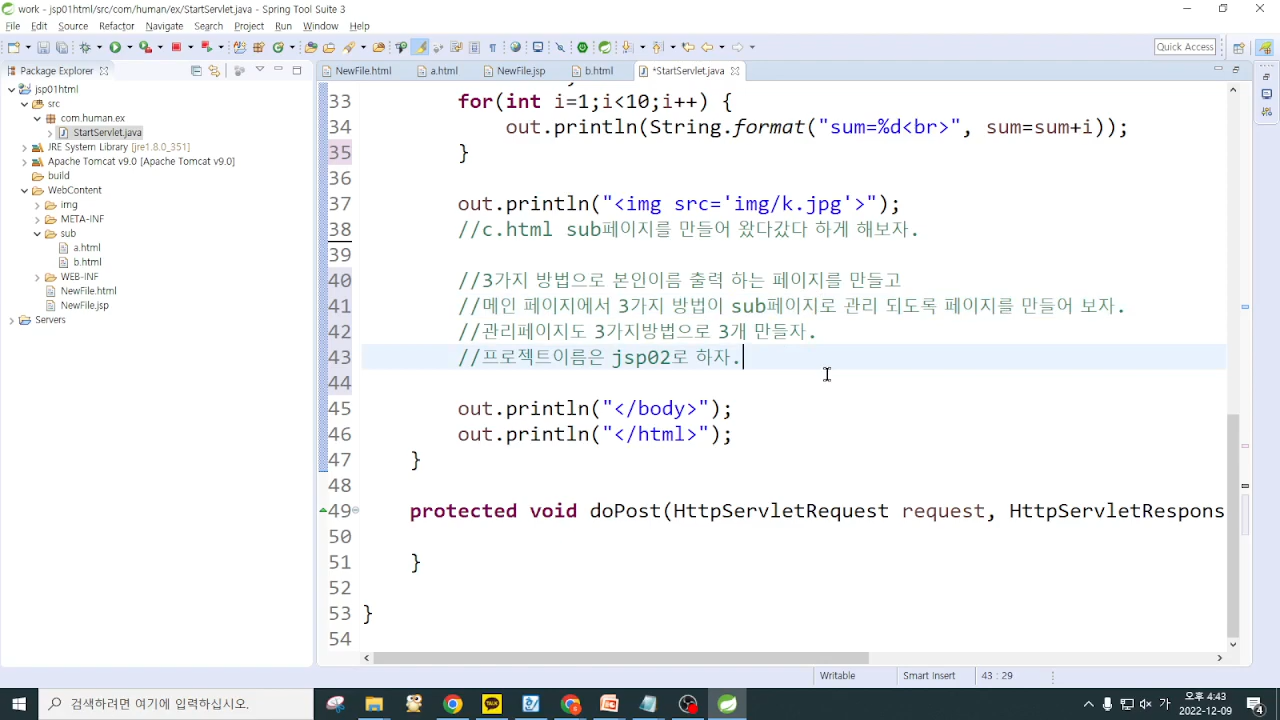 work - jsp01html/src/com/human/ex/StartServlet.java - Spring Tool Suite 3
File Edit Source Refactor Navigate Search Project Run Window Help
Quick Access
Package Explorer
NewFile.html
a.html
NewFile.jsp
b.html
*StartServlet.java
jsp01html
src
com.human.ex
StartServlet.java
JRE System Library [jre1.8.0_351]
Apache Tomcat v9.0 [Apache Tomcat v9.0]
build
WebContent
img
META-INF
sub
a.html
b.html
WEB-INF
NewFile.html
NewFile.jsp
Servers
33 for(int i=1;i<10;i++) {
34 out.println(String.format("sum=%d<br>", sum=sum+i));
35 }
36
37 out.println("<img src='img/k.jpg'>");
38 //c.html sub페이지를 만들어 왔다갔다 하게 해보자.
39
40 //3가지 방법으로 본인이름 출력 하는 페이지를 만들고
41 //메인 페이지에서 3가지 방법이 sub페이지로 관리 되도록 페이지를 만들어 보자.
42 //관리페이지도 3가지방법으로 3개 만들자.
43 //프로젝트이름은 jsp02로 하자.
44
45 out.println("</body>");
46 out.println("</html>");
47 }
48
49 protected void doPost(HttpServletRequest request, HttpServletRespons
50
51 }
52
53 }
54
Writable
Smart Insert
43 : 29
검색하려면 여기에 입력하십시오.
TALK
가
오후 4:43
2022-12-09
4